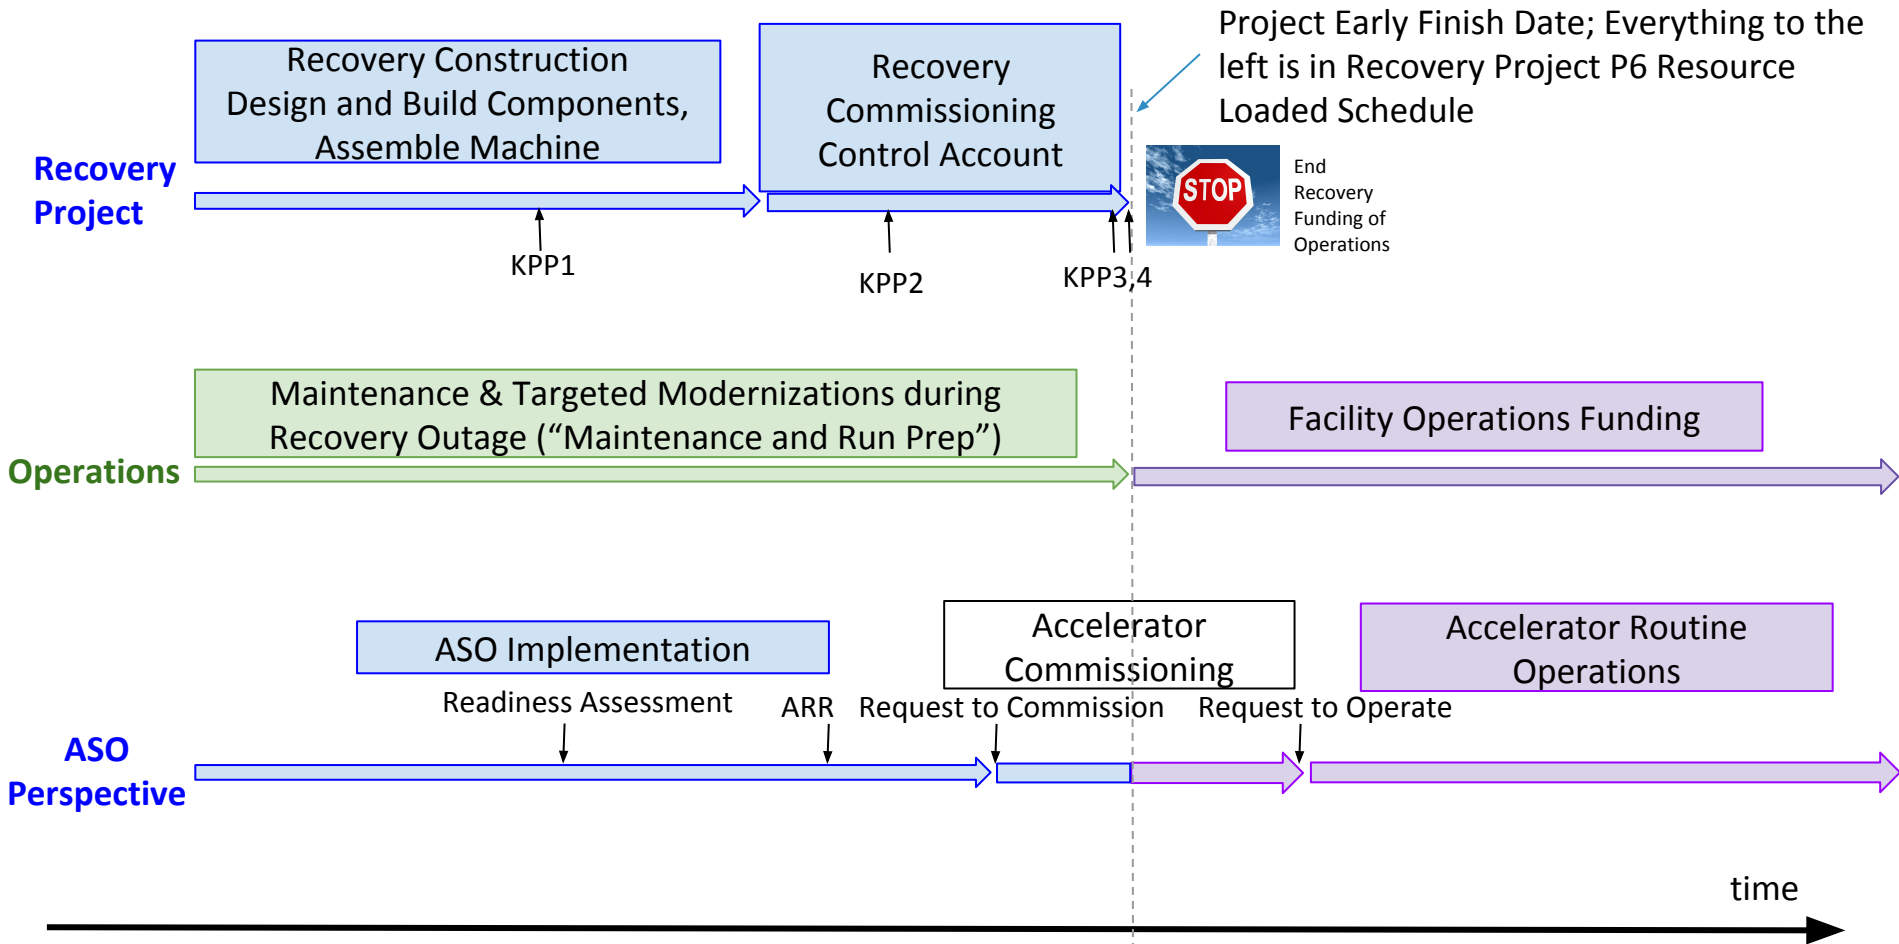 Project Early Finish Date; Everything to the
left is in Recovery Project P6 Resource
Loaded Schedule
Recovery Construction
Design and Build Components,
Assemble Machine
Recovery
Commissioning
Control Account
Recovery
Project
STOP
End
Recovery
Funding of
Operations
KPP1
KPP2
KPP3,4
Maintenance & Targeted Modernizations during
Recovery Outage (“Maintenance and Run Prep”)
Facility Operations Funding
Operations
ASO Implementation
Accelerator
Commissioning
Accelerator Routine
Operations
Readiness Assessment
ARR
Request to Commission
Request to Operate
ASO
Perspective
time